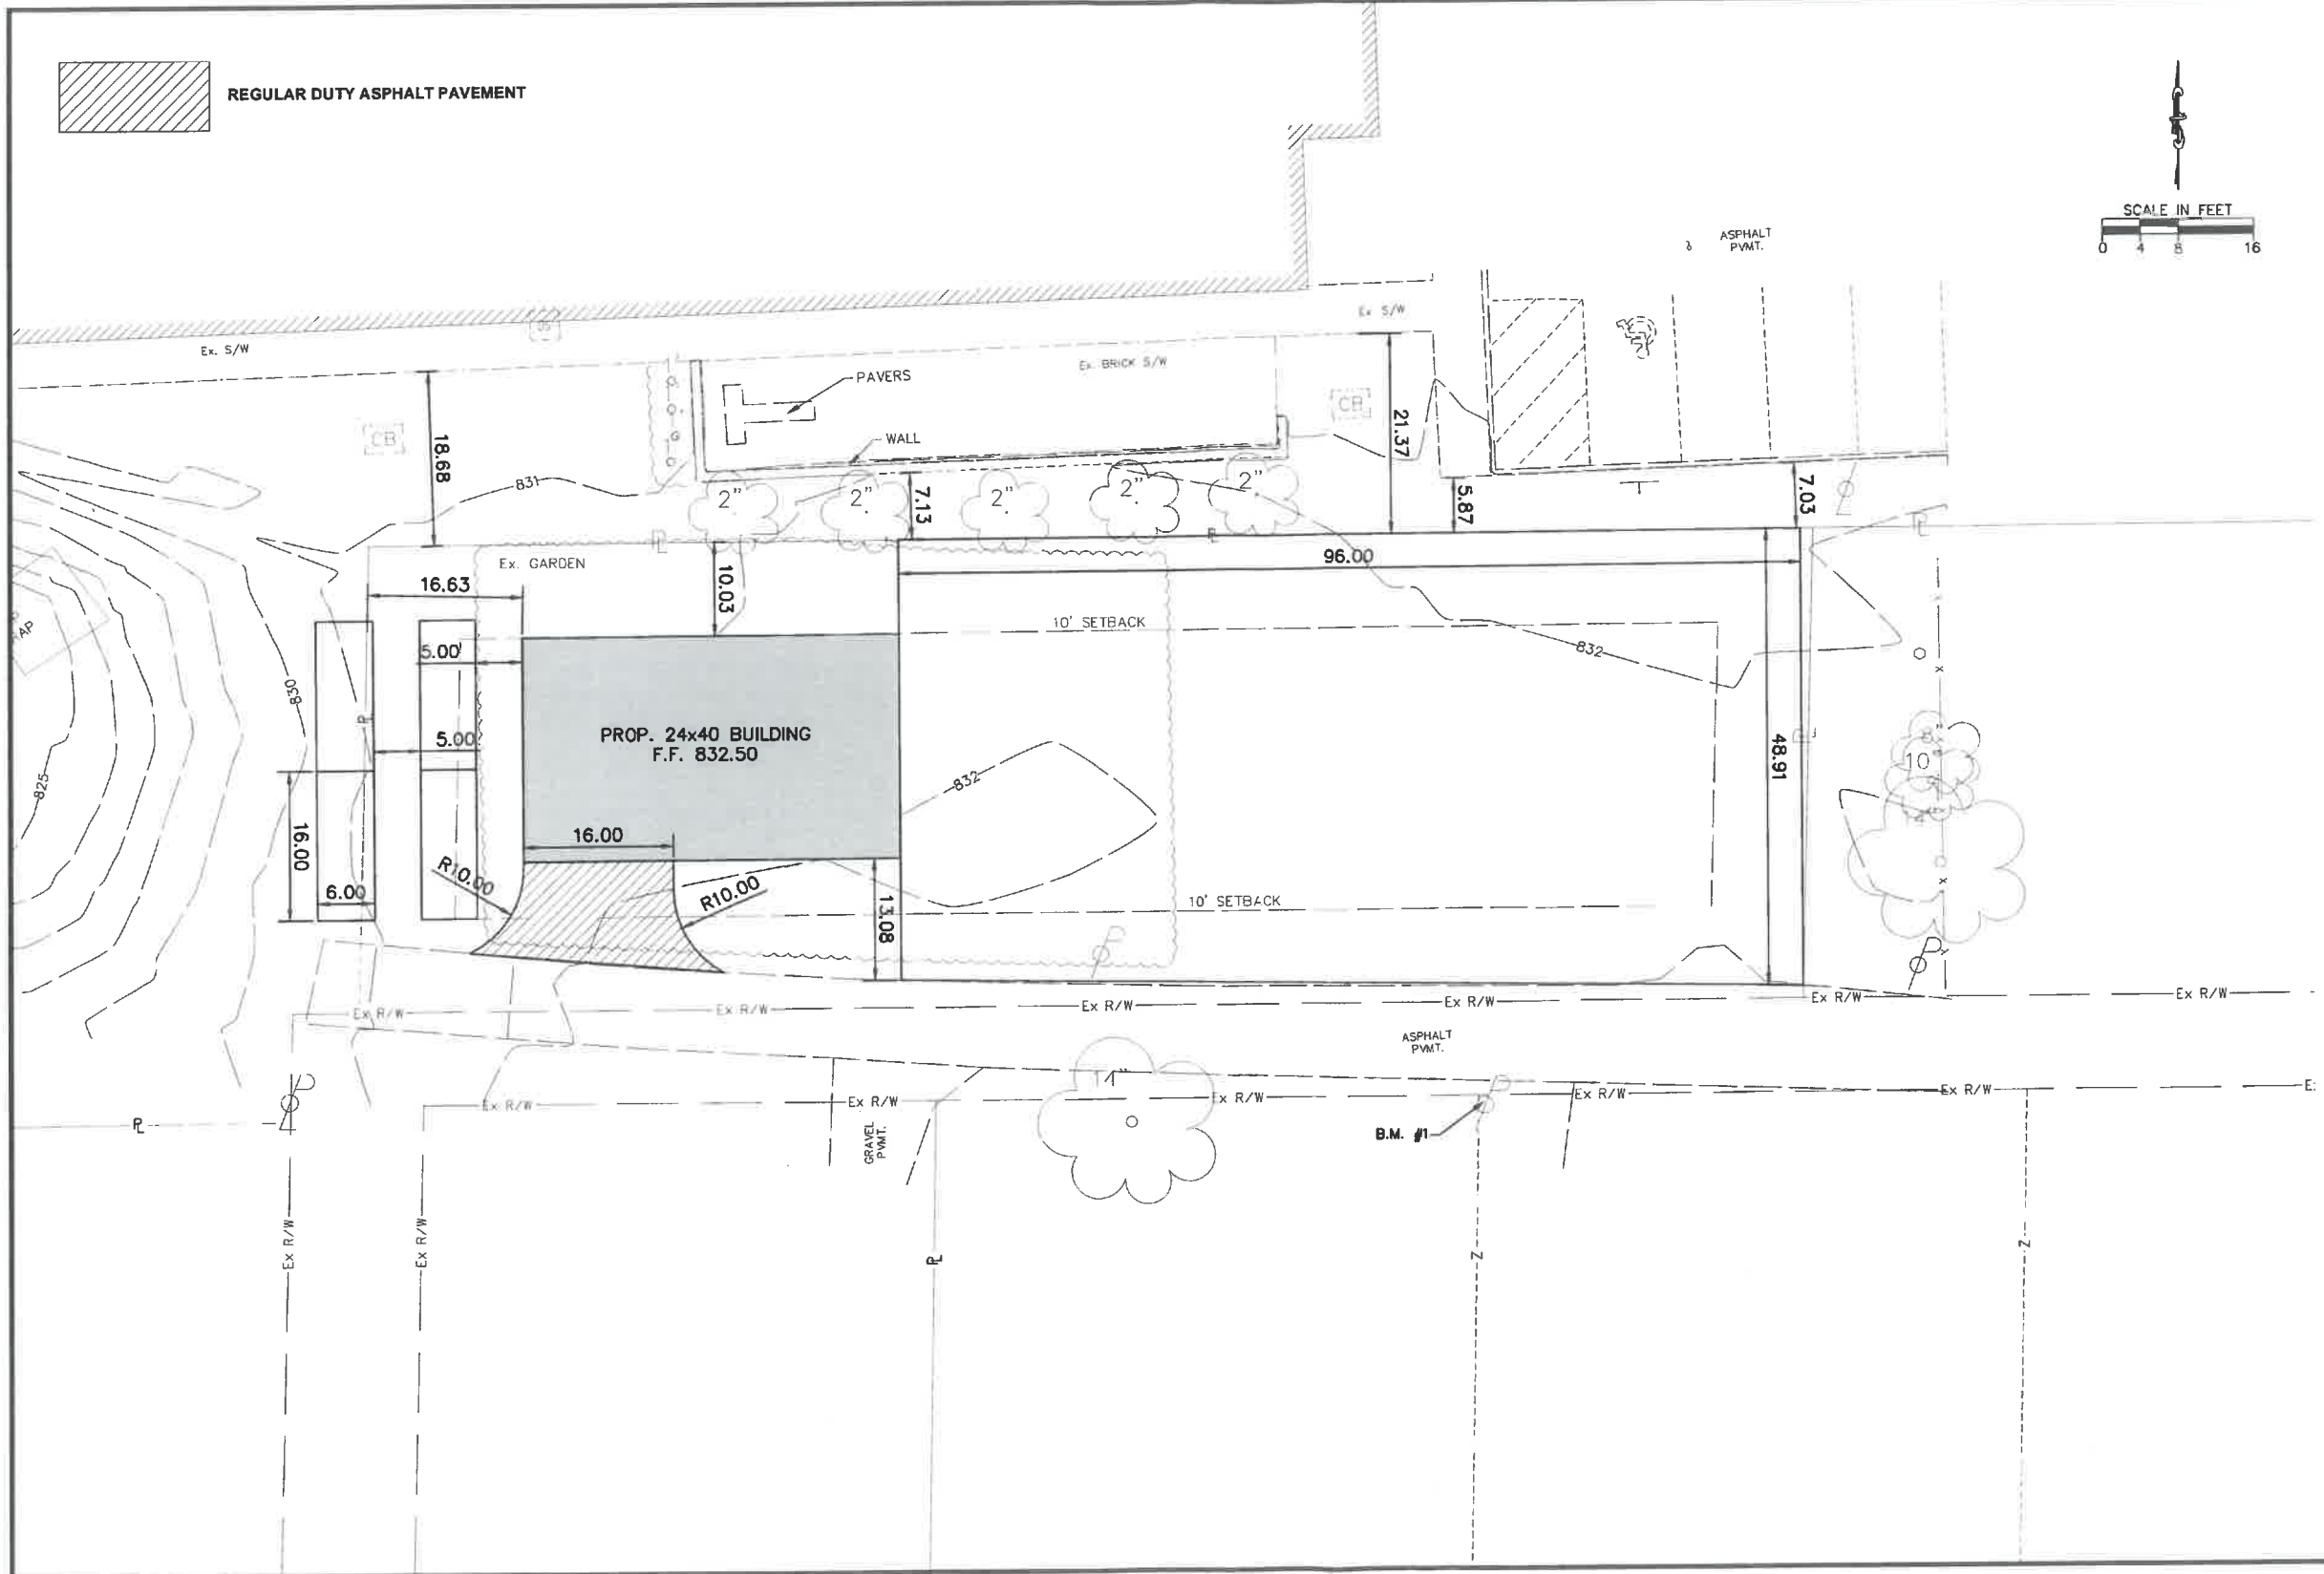 REGULAR DUTY ASPHALT PAVEMENT
SCALE IN FEET
0 4 8 16
ASPHALT
PVMT.
Ex S/W
Ex. S/W
Ex. BRICK S/W
PAVERS
CB
CB
21.37
18.68
WALL
831
2" 2" 2" 2" 2"
7.13
5.87
7.03
Ex. GARDEN
96.00
16.63
10.03
10' SETBACK
5.00'
832
AP
830
PROP. 24x40 BUILDING
F.F. 832.50
5.00
48.91
8"
10"
832
825
16.00
16.00
R10.00
R10.00
6.00
13.08
10' SETBACK
Ex R/W
Ex R/W
Ex R/W
Ex R/W
Ex R/W
Ex R/W
ASPHALT
PVMT.
Ex R/W
Ex R/W
Ex R/W
Ex R/W
Ex R/W
GRAVEL
PVMT.
B.M. #1
Ex R/W
Ex R/W
Z
Z